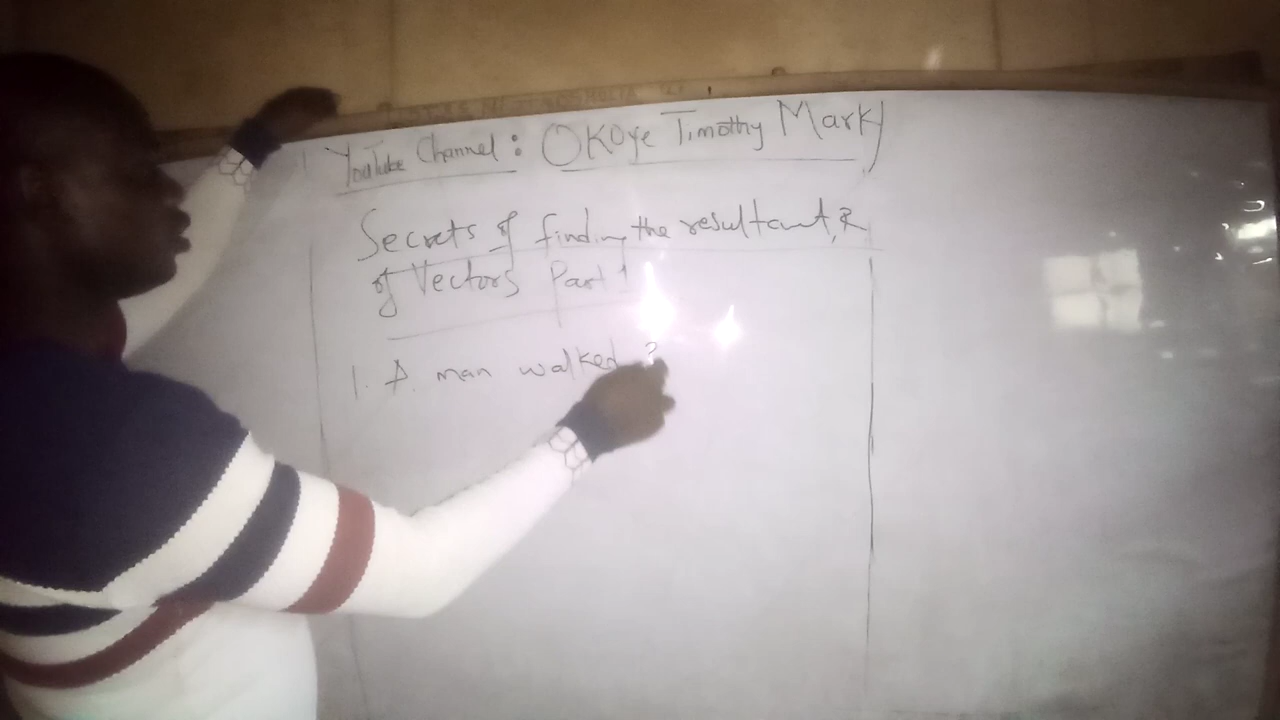 YouTube Channel: OKOYE Timothy Mark
Secrets of finding the resultant, R
of Vectors Part 1
1. A man walked